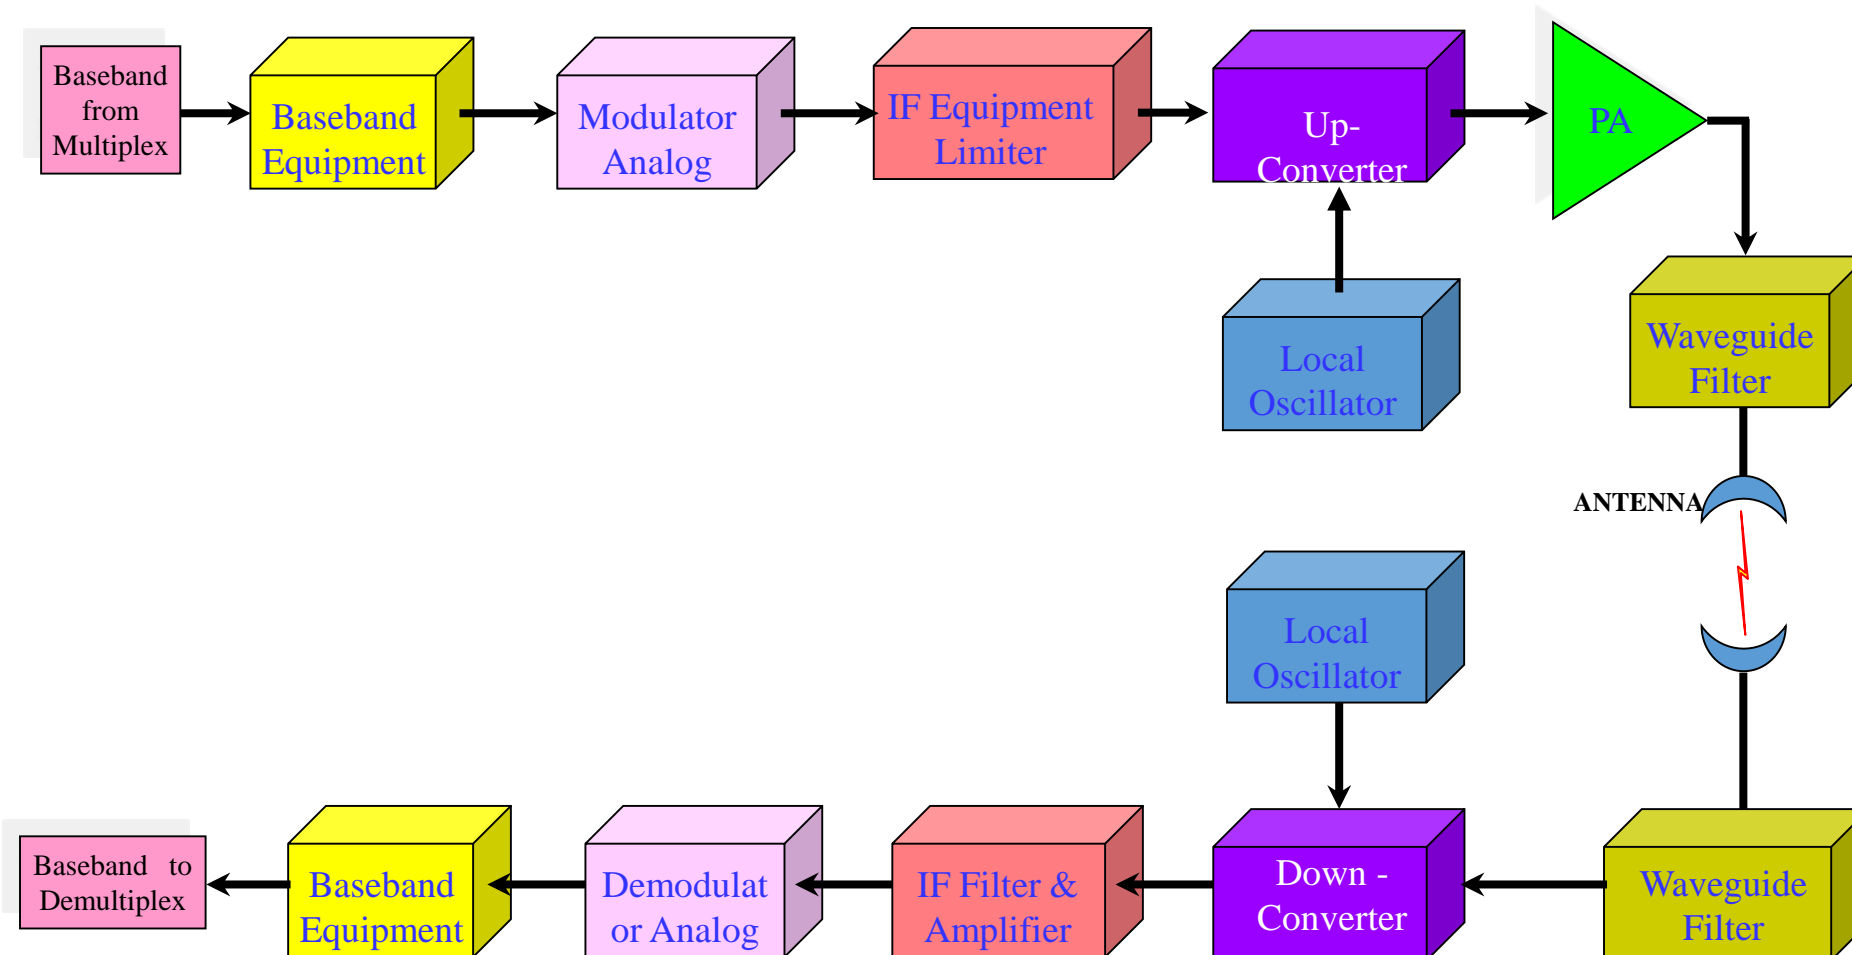 Baseband
from
Multiplex
Baseband
Equipment
Modulator
Analog
IF Equipment
Limiter
Up-
Converter
PA
Local
Oscillator
Waveguide
Filter
ANTENNA
Local
Oscillator
Baseband to
Demultiplex
Baseband
Equipment
Demodulat
or Analog
IF Filter &
Amplifier
Down -
Converter
Waveguide
Filter